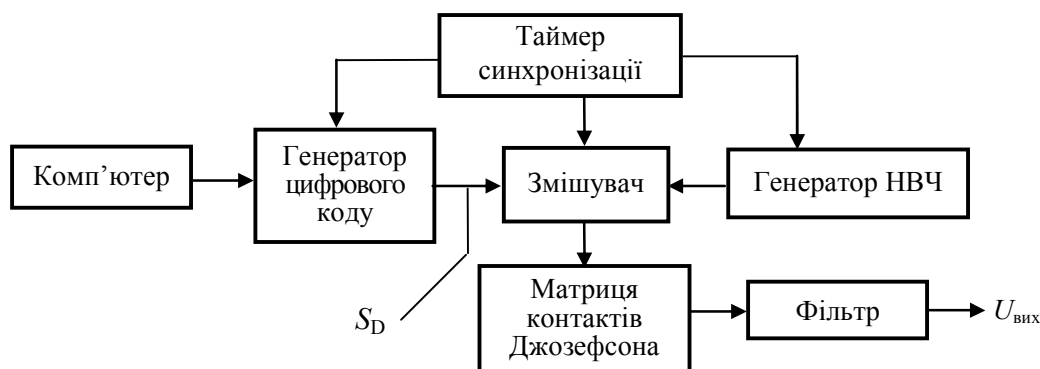 Таймер
синхронізації
Комп’ютер
Генератор
цифрового
коду
Змішувач
Генератор НВЧ
S_D
Матриця
контактів
Джозефсона
Фільтр
U_вих